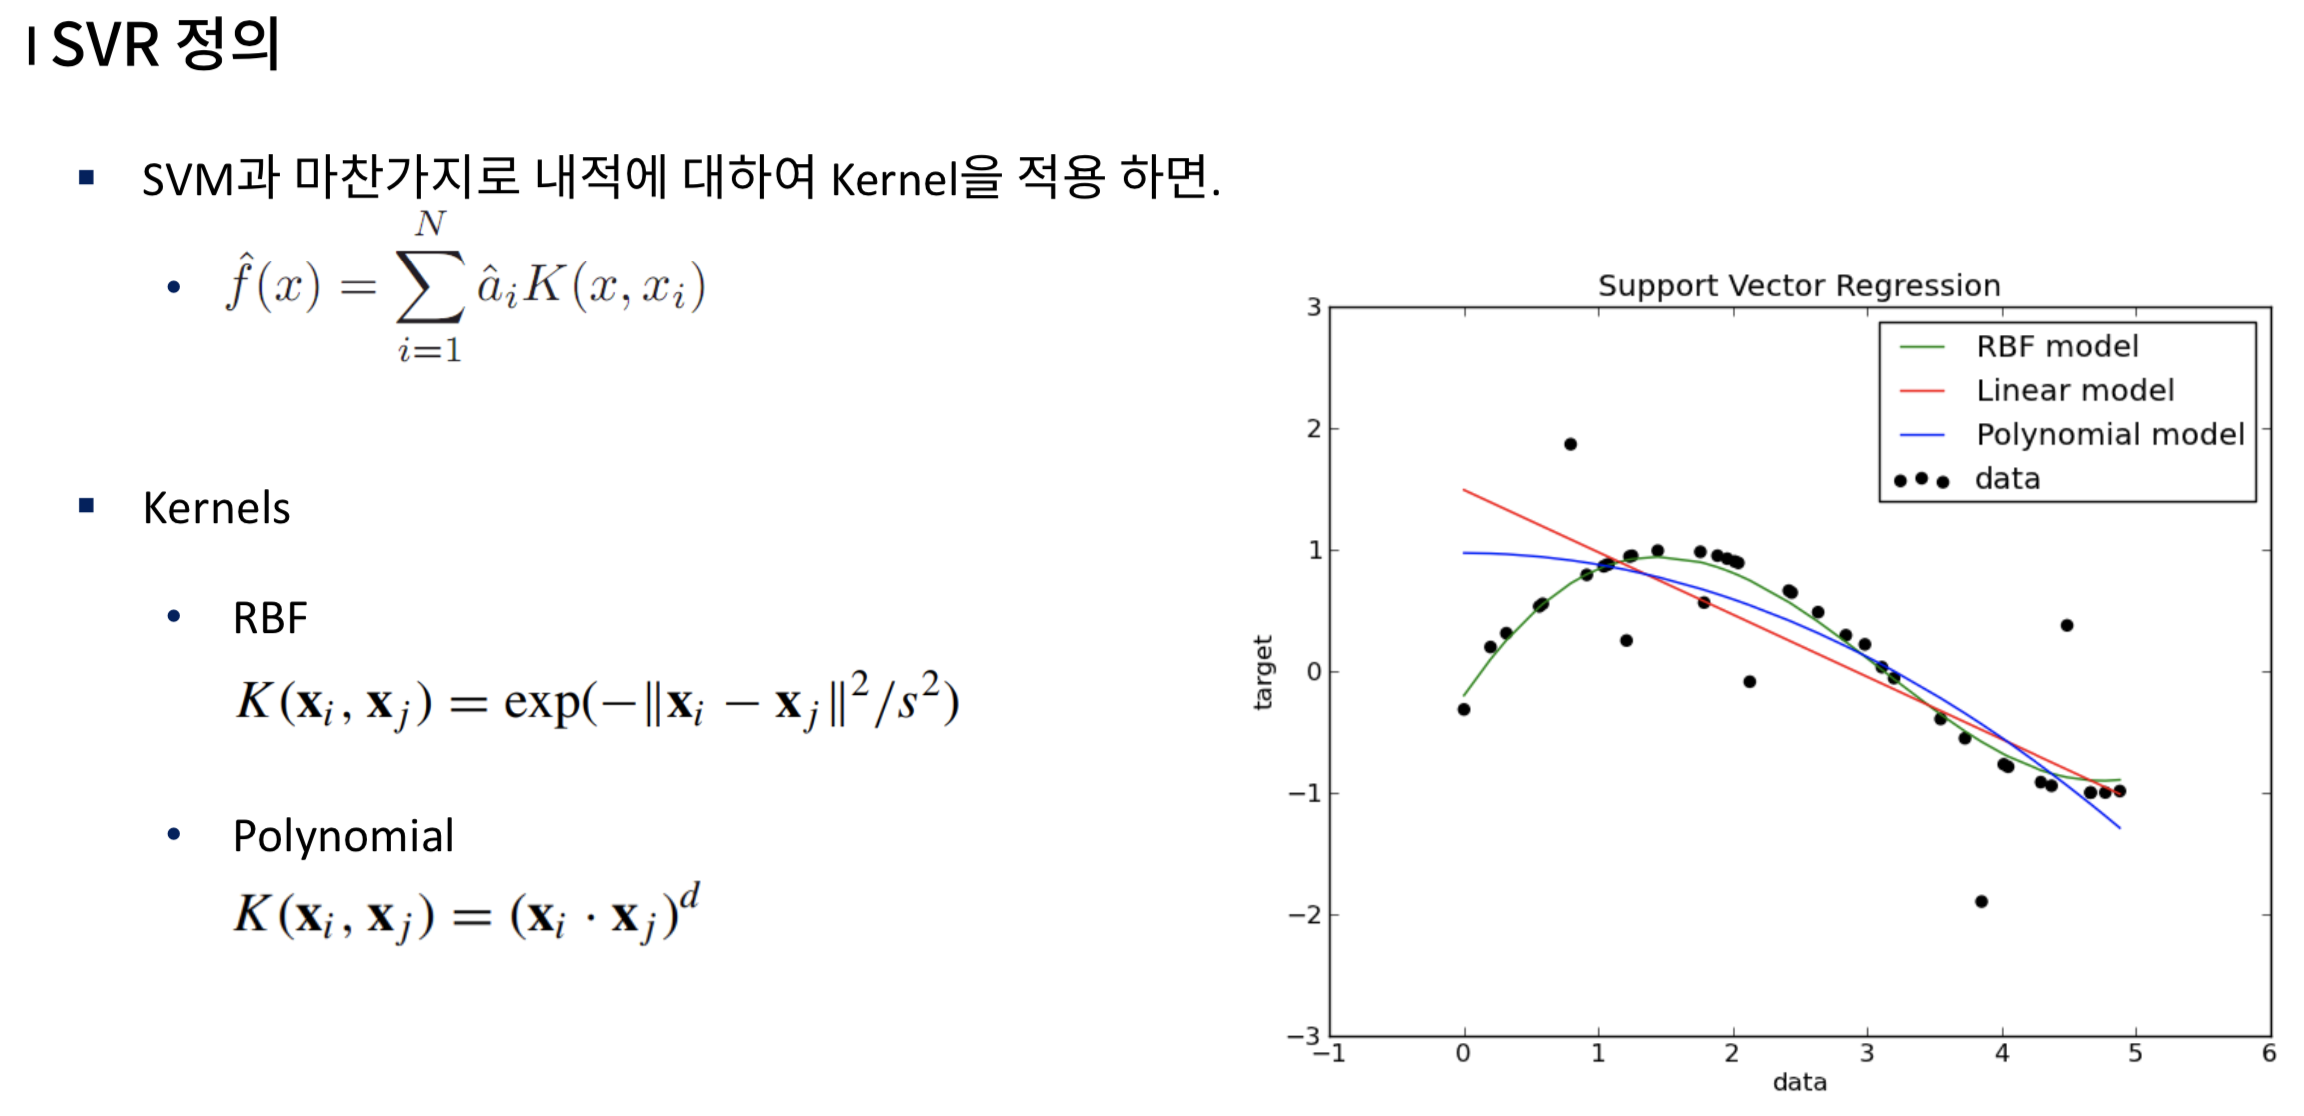 I SVR 정의
▪ SVM과 마찬가지로 내적에 대하여 Kernel을 적용 하면.
• $\hat{f}(x) = \sum_{i=1}^{N} \hat{a}_i K(x, x_i)$
▪ Kernels
• RBF
$K(\mathbf{x}_i, \mathbf{x}_j) = \exp(-\|\mathbf{x}_i - \mathbf{x}_j\|^2/s^2)$
• Polynomial
$K(\mathbf{x}_i, \mathbf{x}_j) = (\mathbf{x}_i \cdot \mathbf{x}_j)^d$
Support Vector Regression
RBF model
Linear model
Polynomial model
data
3
2
1
0
−1
−2
−3
target
−1 0 1 2 3 4 5 6
data